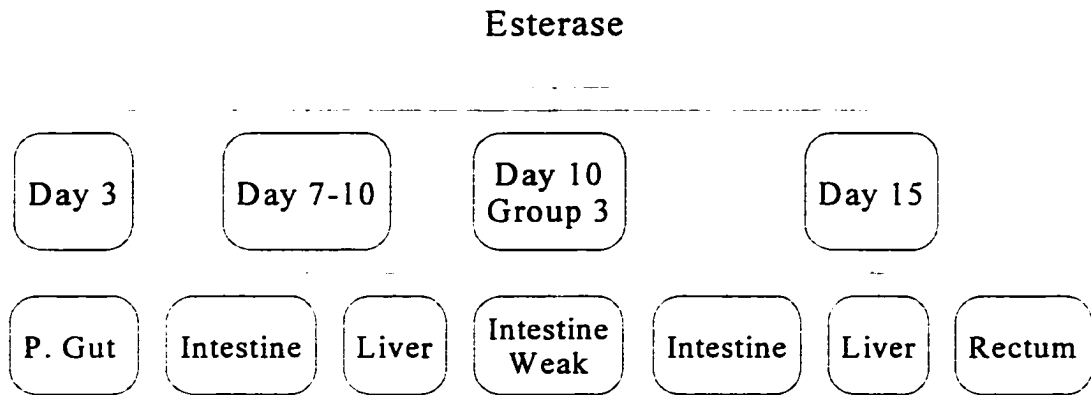 Esterase
Day 3
Day 7-10
Day 10
Group 3
Day 15
P. Gut
Intestine
Liver
Intestine
Weak
Intestine
Liver
Rectum